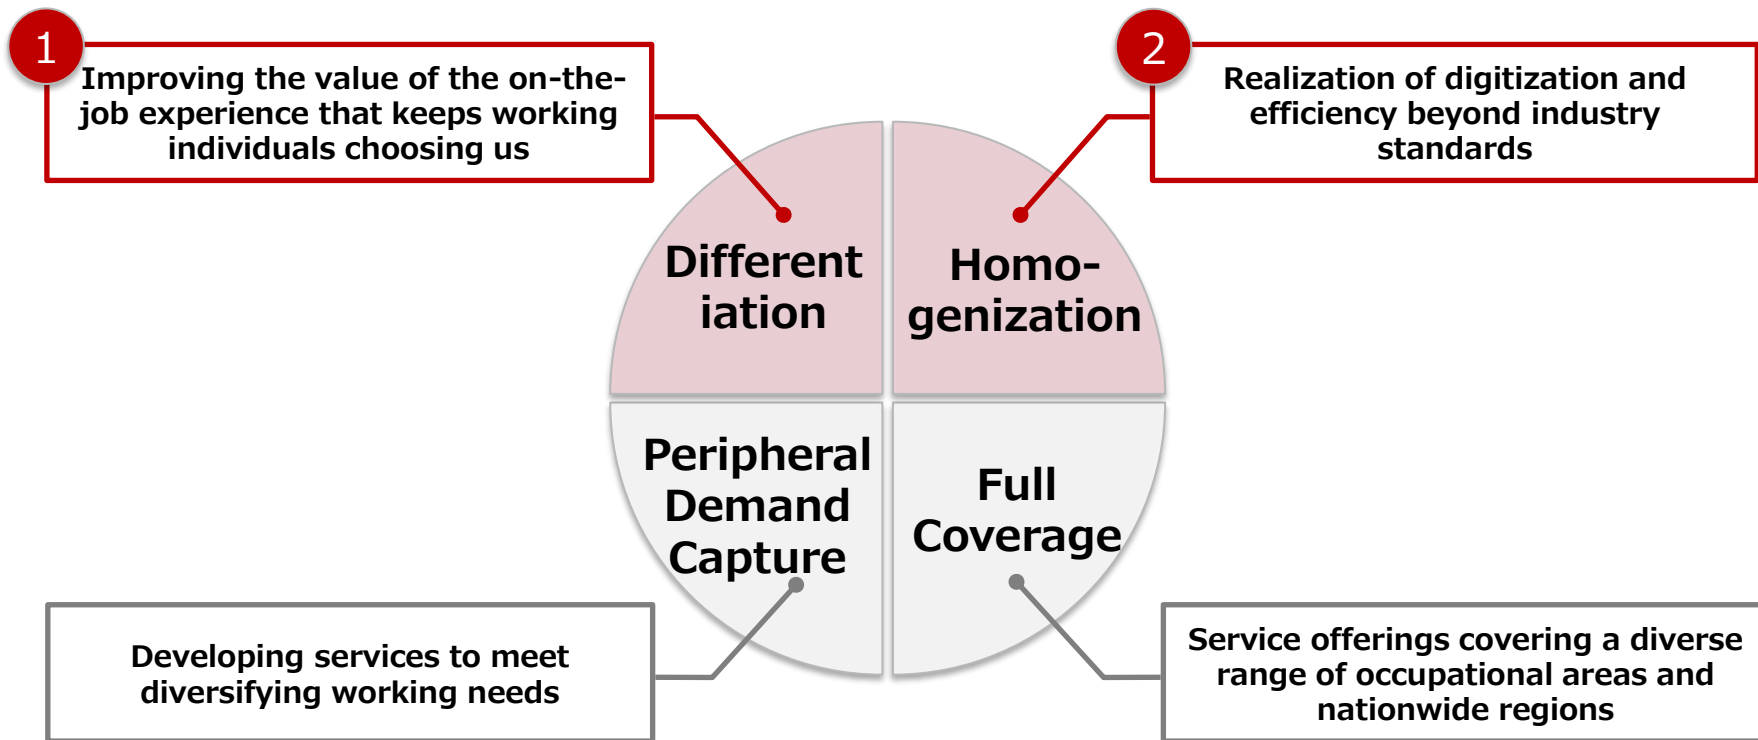 1
Improving the value of the on-the-
job experience that keeps working
individuals choosing us
2
Realization of digitization and
efficiency beyond industry
standards
Different
iation
Homo-
genization
Peripheral
Demand
Capture
Full
Coverage
Developing services to meet
diversifying working needs
Service offerings covering a diverse
range of occupational areas and
nationwide regions